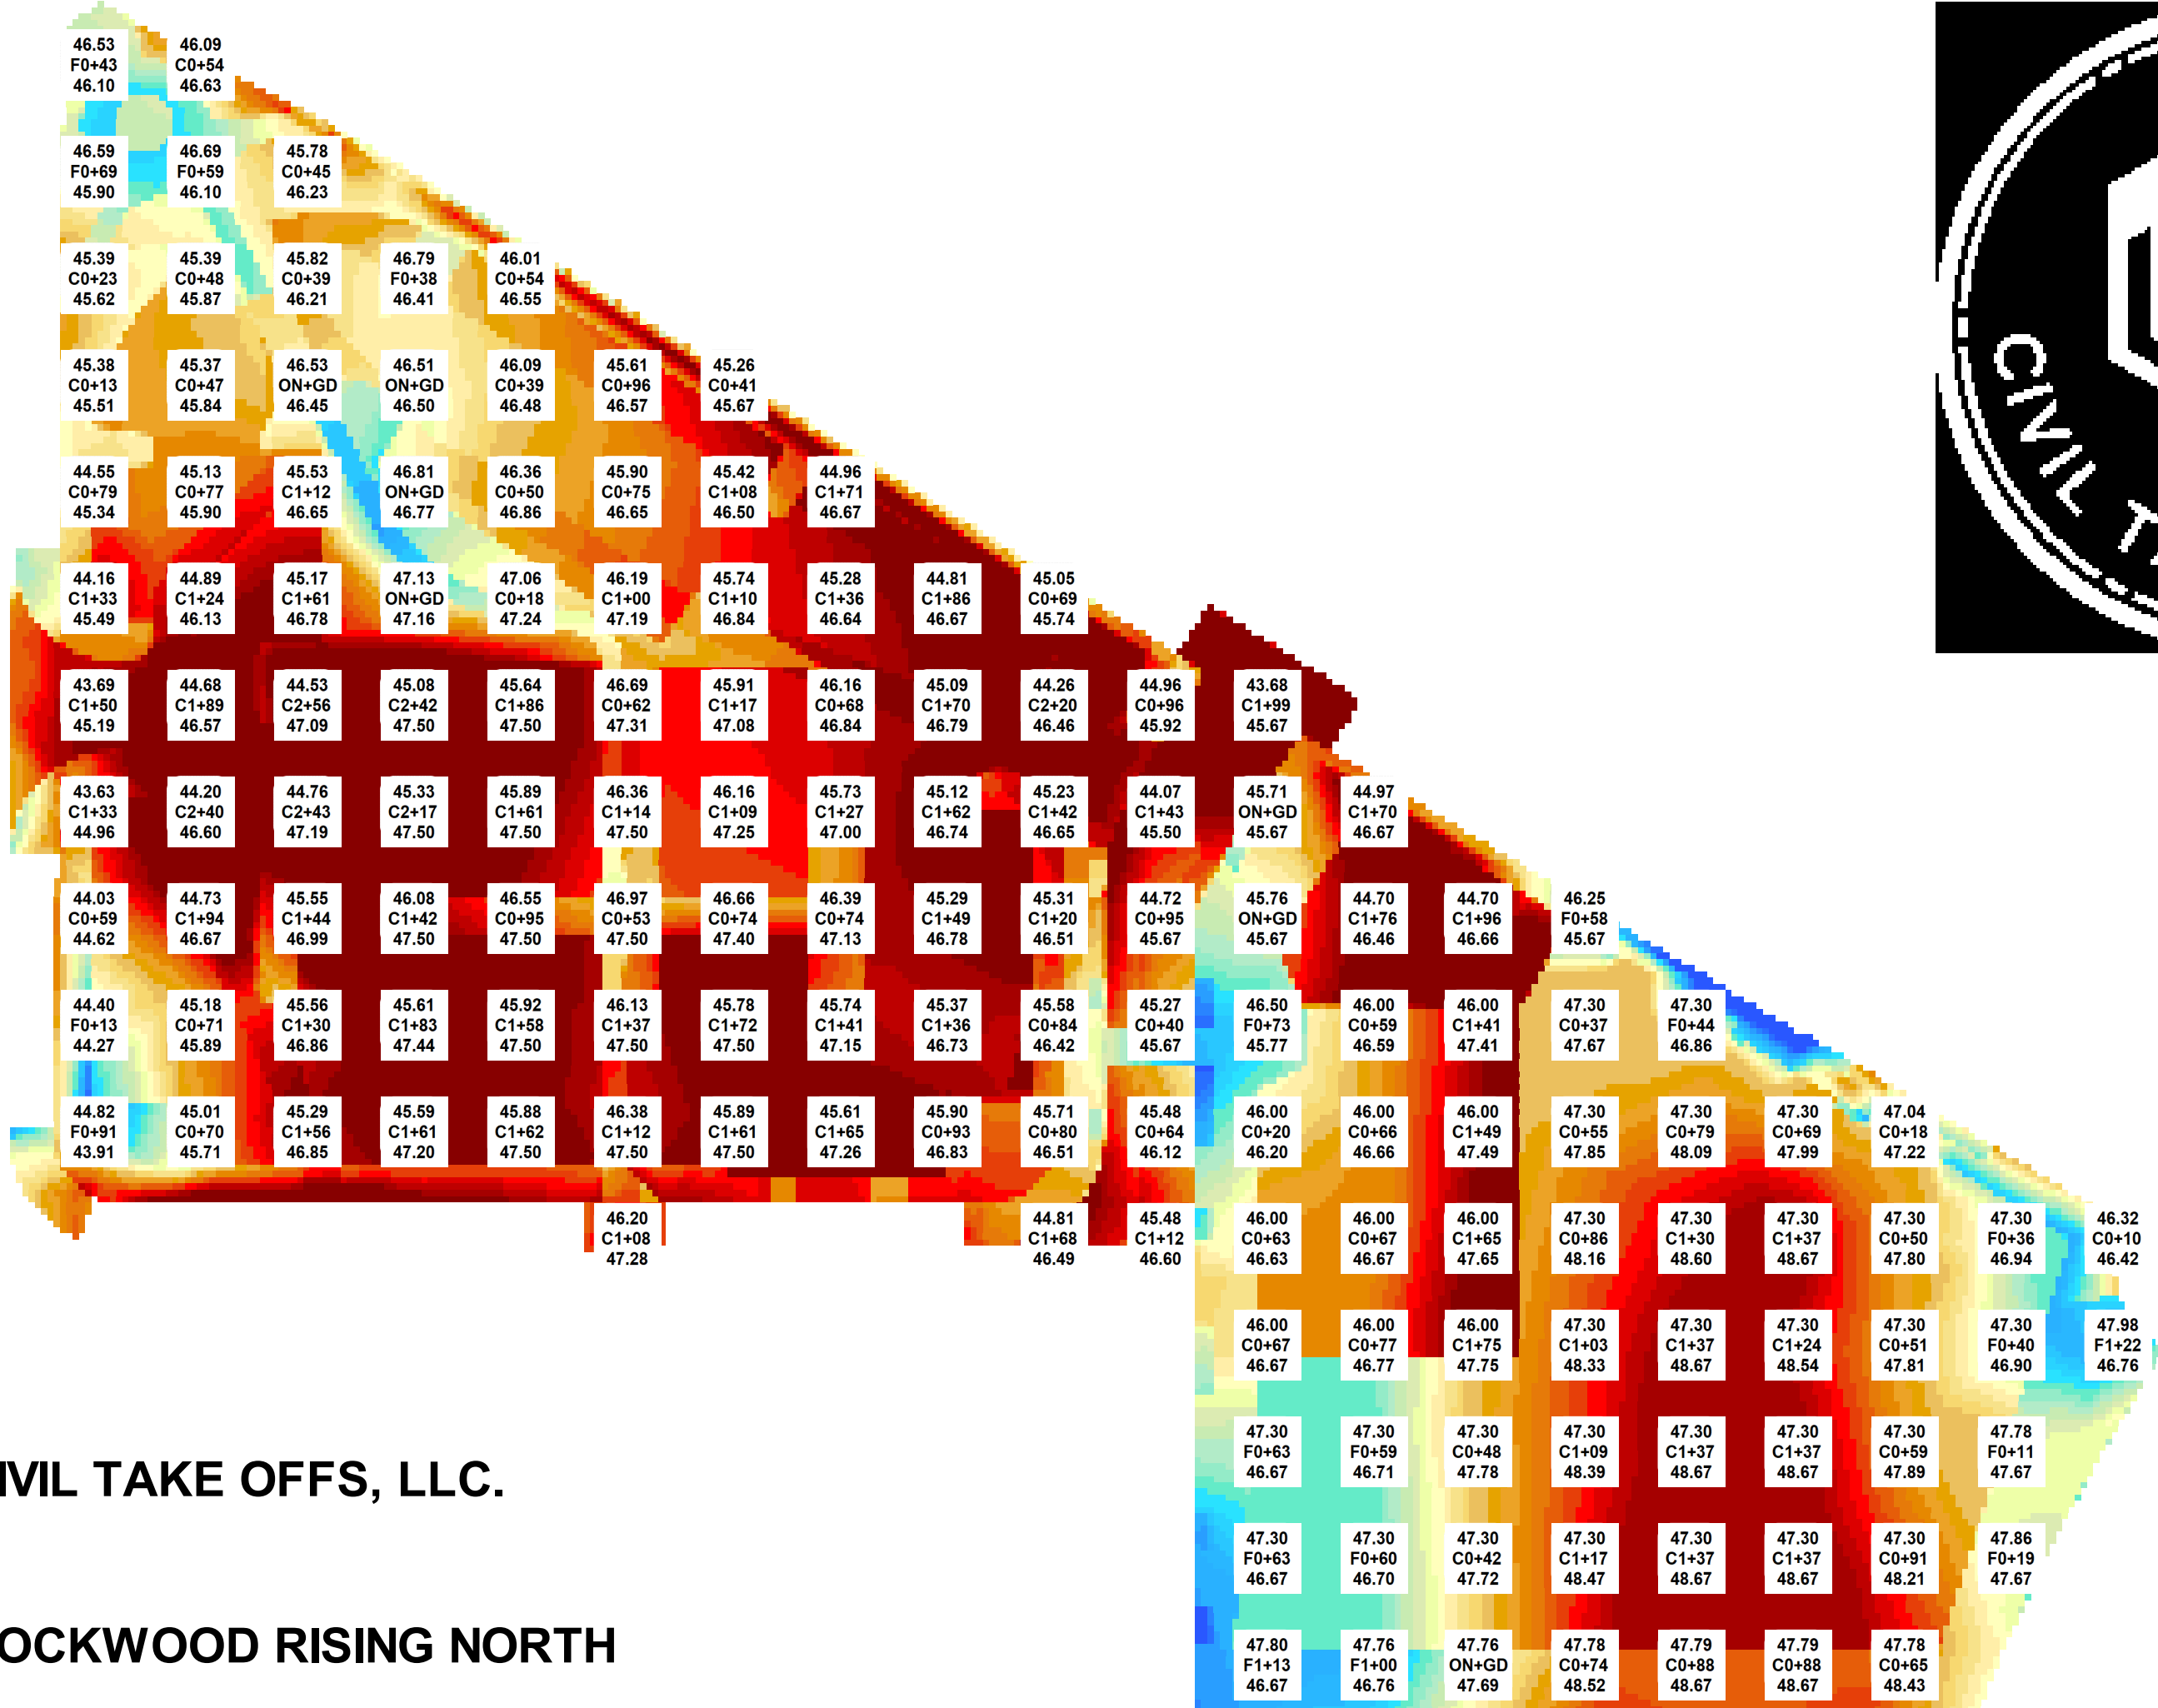 46.53 46.09
F0+43 C0+54
46.10 46.63
46.59 46.69 45.78
F0+69 F0+59 C0+45
45.90 46.10 46.23
45.39 45.39 45.82 46.79 46.01
C0+23 C0+48 C0+39 F0+38 C0+54
45.62 45.87 46.21 46.41 46.55
45.38 45.37 46.53 46.51 46.09 45.61 45.26
C0+13 C0+47 ON+GD ON+GD C0+39 C0+96 C0+41
45.51 45.84 46.45 46.50 46.48 46.57 45.67
44.55 45.13 45.53 46.81 46.36 45.90 45.42 44.96
C0+79 C0+77 C1+12 ON+GD C0+50 C0+75 C1+08 C1+71
45.34 45.90 46.65 46.77 46.86 46.65 46.50 46.67
44.16 44.89 45.17 47.13 47.06 46.19 45.74 45.28 44.81 45.05
C1+33 C1+24 C1+61 ON+GD C0+18 C1+00 C1+10 C1+36 C1+86 C0+69
45.49 46.13 46.78 47.16 47.24 47.19 46.84 46.64 46.67 45.74
43.69 44.68 44.53 45.08 45.64 46.69 45.91 46.16 45.09 44.26 44.96 43.68
C1+50 C1+89 C2+56 C2+42 C1+86 C0+62 C1+17 C0+68 C1+70 C2+20 C0+96 C1+99
45.19 46.57 47.09 47.50 47.50 47.31 47.08 46.84 46.79 46.46 45.92 45.67
43.63 44.20 44.76 45.33 45.89 46.36 46.16 45.73 45.12 45.23 44.07 45.71 44.97
C1+33 C2+40 C2+43 C2+17 C1+61 C1+14 C1+09 C1+27 C1+62 C1+42 C1+43 ON+GD C1+70
44.96 46.60 47.19 47.50 47.50 47.50 47.25 47.00 46.74 46.65 45.50 45.67 46.67
44.03 44.73 45.55 46.08 46.55 46.97 46.66 46.39 45.29 45.31 44.72 45.76 44.70 44.70 46.25
C0+59 C1+94 C1+44 C1+42 C0+95 C0+53 C0+74 C0+74 C1+49 C1+20 C0+95 ON+GD C1+76 C1+96 F0+58
44.62 46.67 46.99 47.50 47.50 47.50 47.40 47.13 46.78 46.51 45.67 45.67 46.46 46.66 45.67
44.40 45.18 45.56 45.61 45.92 46.13 45.78 45.74 45.37 45.58 45.27 46.50 46.00 46.00 47.30 47.30
F0+13 C0+71 C1+30 C1+83 C1+58 C1+37 C1+72 C1+41 C1+36 C0+84 C0+40 F0+73 C0+59 C1+41 C0+37 F0+44
44.27 45.89 46.86 47.44 47.50 47.50 47.50 47.15 46.73 46.42 45.67 45.77 46.59 47.41 47.67 46.86
44.82 45.01 45.29 45.59 45.88 46.38 45.89 45.61 45.90 45.71 45.48 46.00 46.00 46.00 47.30 47.30 47.30 47.04
F0+91 C0+70 C1+56 C1+61 C1+62 C1+12 C1+61 C1+65 C0+93 C0+80 C0+64 C0+20 C0+66 C1+49 C0+55 C0+79 C0+69 C0+18
43.91 45.71 46.85 47.20 47.50 47.50 47.50 47.26 46.83 46.51 46.12 46.20 46.66 47.49 47.85 48.09 47.99 47.22
46.20 44.81 45.48 46.00 46.00 46.00 47.30 47.30 47.30 47.30 47.30 46.32
C1+08 C1+68 C1+12 C0+63 C0+67 C1+65 C0+86 C1+30 C1+37 C0+50 F0+36 C0+10
47.28 46.49 46.60 46.63 46.67 47.65 48.16 48.60 48.67 47.80 46.94 46.42
46.00 46.00 46.00 47.30 47.30 47.30 47.30 47.30 47.98
C0+67 C0+77 C1+75 C1+03 C1+37 C1+24 C0+51 F0+40 F1+22
46.67 46.77 47.75 48.33 48.67 48.54 47.81 46.90 46.76
47.30 47.30 47.30 47.30 47.30 47.30 47.30 47.78
F0+63 F0+59 C0+48 C1+09 C1+37 C1+37 C0+59 F0+11
46.67 46.71 47.78 48.39 48.67 48.67 47.89 47.67
47.30 47.30 47.30 47.30 47.30 47.30 47.30 47.86
F0+63 F0+60 C0+42 C1+17 C1+37 C1+37 C0+91 F0+19
46.67 46.70 47.72 48.47 48.67 48.67 48.21 47.67
47.80 47.76 47.76 47.78 47.79 47.79 47.78
F1+13 F1+00 ON+GD C0+74 C0+88 C0+88 C0+65
46.67 46.76 47.69 48.52 48.67 48.67 48.43
CIVIL
IVIL TAKE OFFS, LLC.
OCKWOOD RISING NORTH